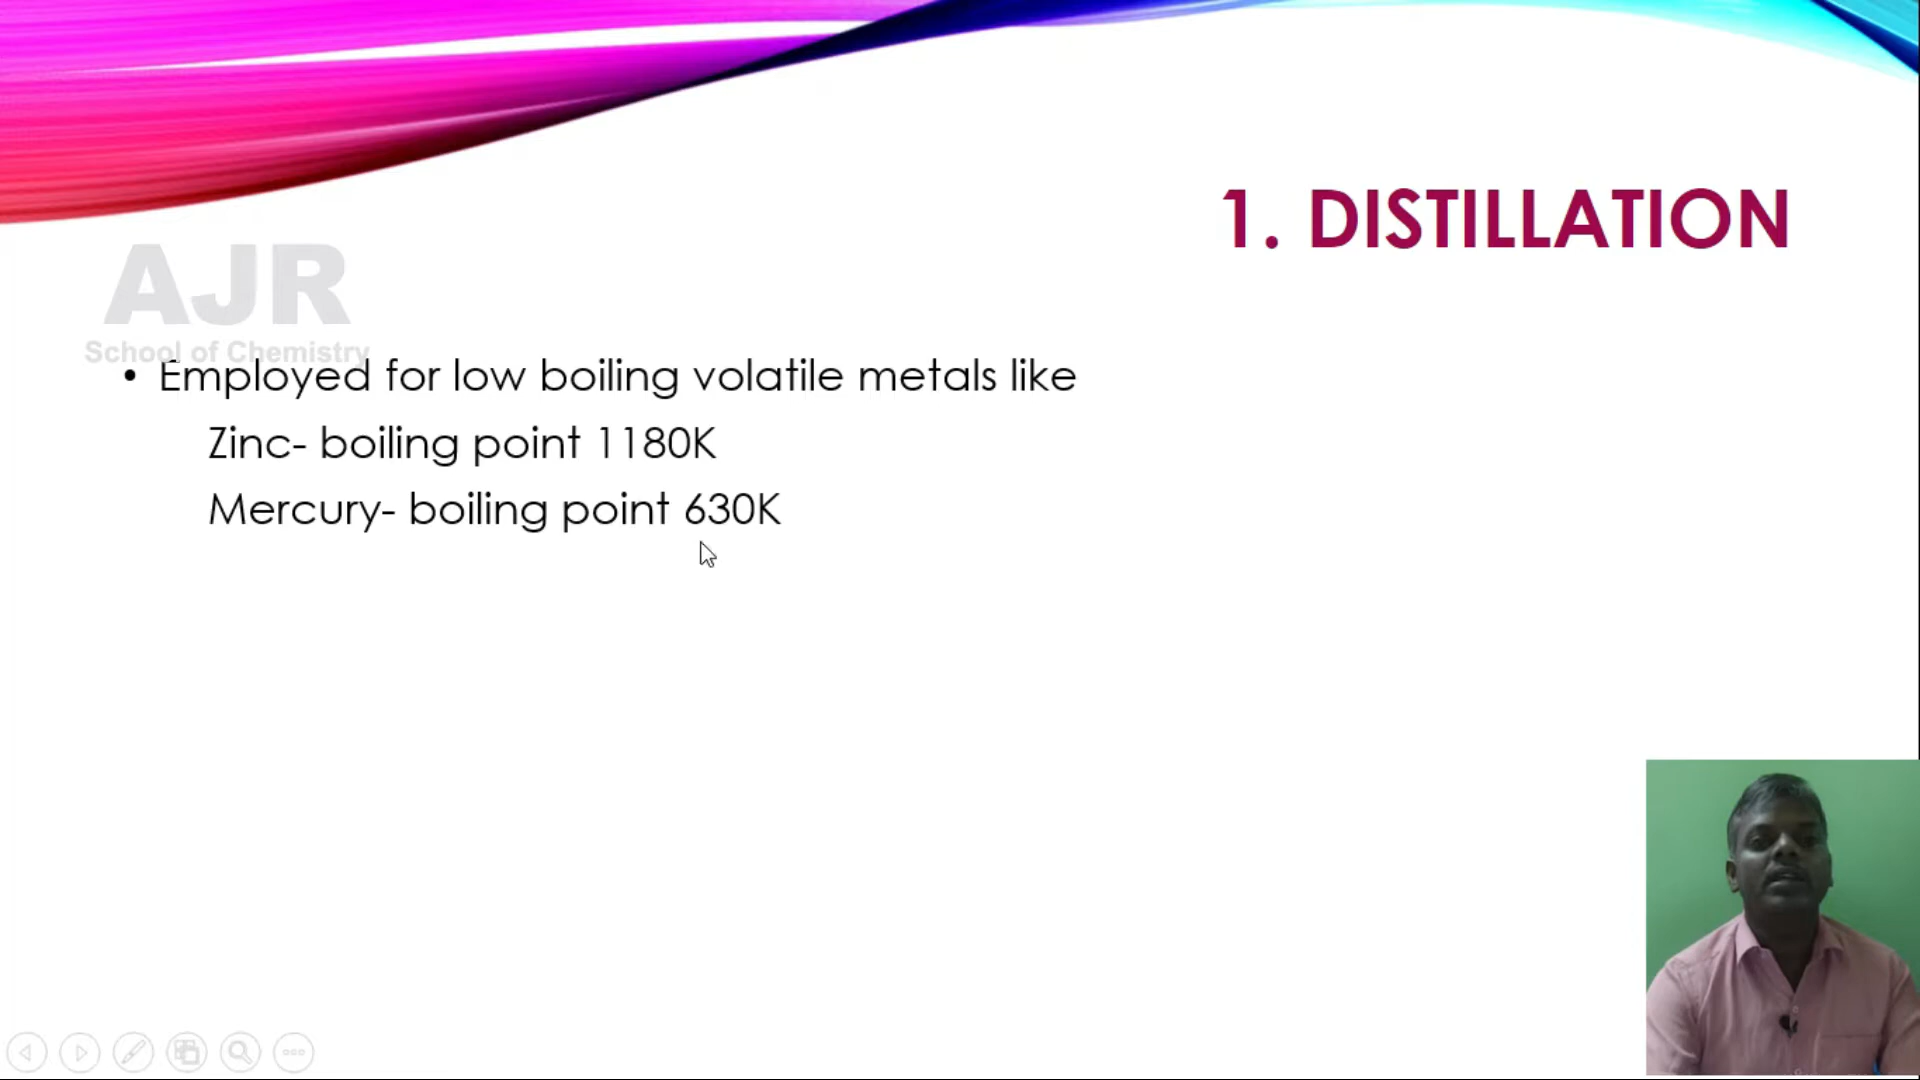 1. DISTILLATION
AJR
School of Chemistry
• Employed for low boiling volatile metals like
Zinc- boiling point 1180K
Mercury- boiling point 630K